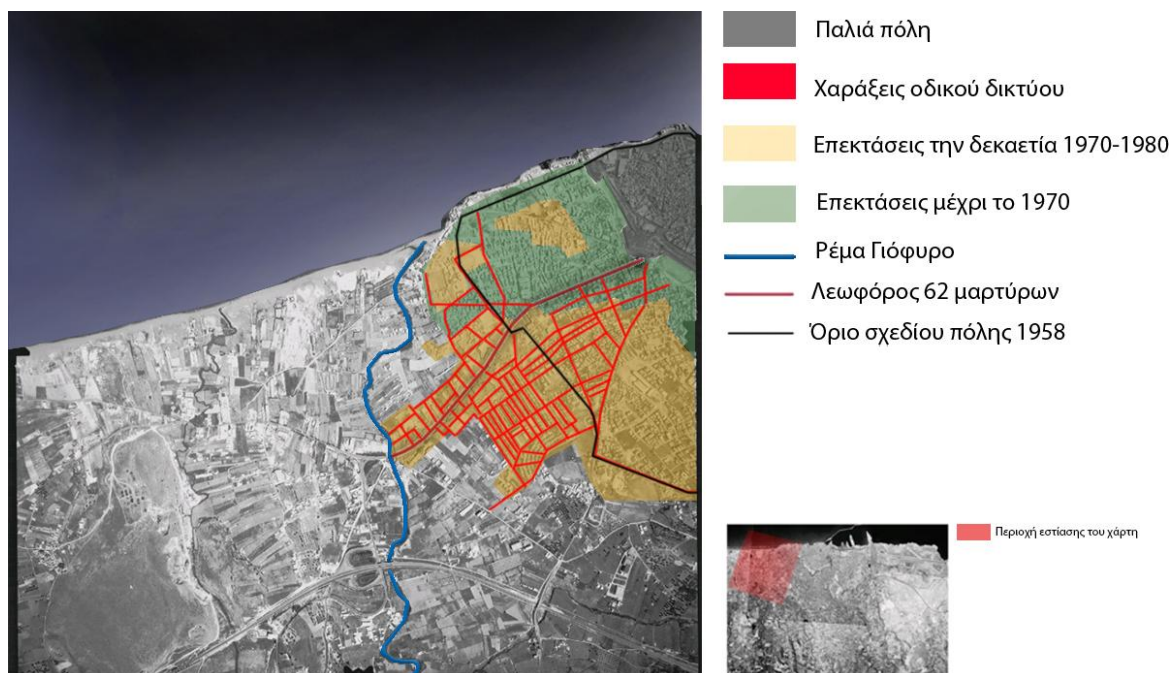 Παλιά πόλη
Χαράξεις οδικού δικτύου
Επεκτάσεις την δεκαετία 1970-1980
Επεκτάσεις μέχρι το 1970
Ρέμα Γιόφυρο
Λεωφόρος 62 μαρτύρων
Όριο σχεδίου πόλης 1958
Περιοχή εστίασης του χάρτη